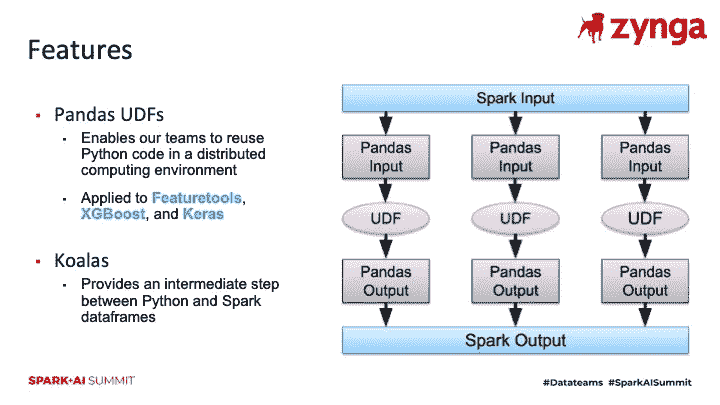 zynga
Features
Pandas UDFs
Enables our teams to reuse
Python code in a distributed
computing environment
Applied to Featuretools,
XGBoost, and Keras
Koalas
Provides an intermediate step
between Python and Spark
dataframes
Spark Input
Pandas
Input
Pandas
Input
Pandas
Input
UDF
UDF
UDF
Pandas
Output
Pandas
Output
Pandas
Output
Spark Output
SPARK+AI SUMMIT
#Datateams #SparkAISummit